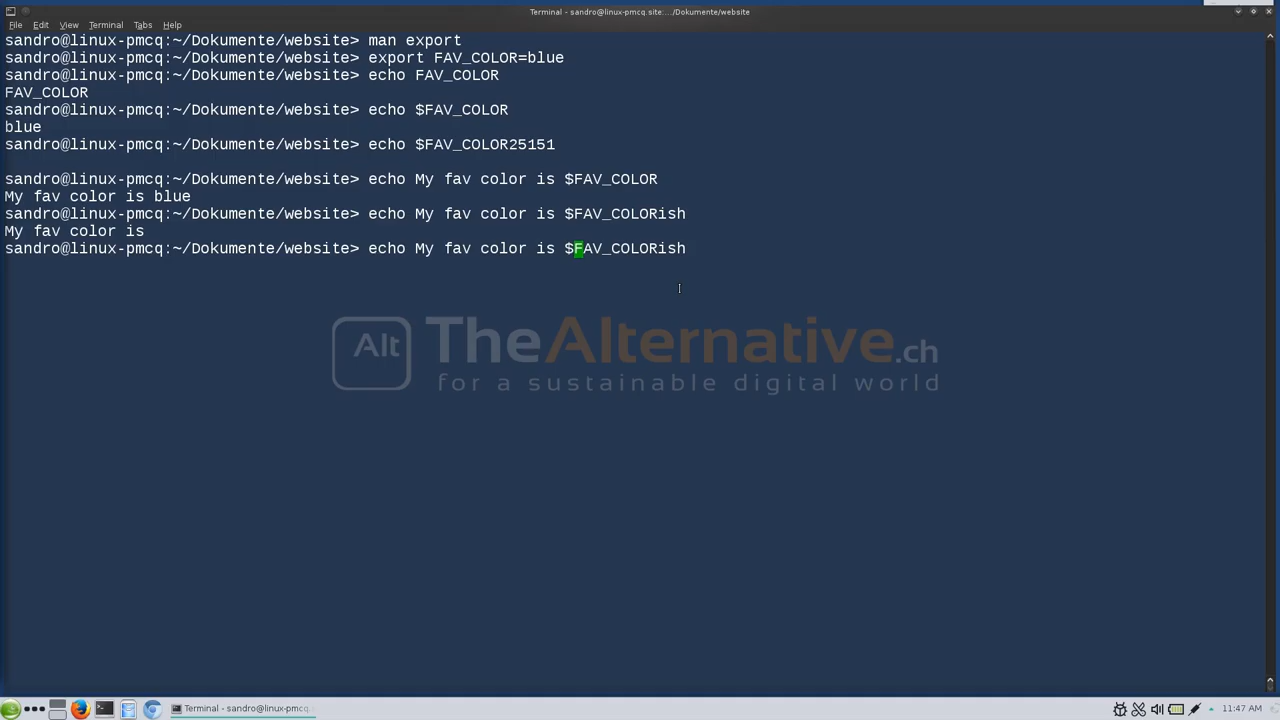 Terminal - sandro@linux-pmcq.site:.../Dokumente/website
File Edit View Terminal Tabs Help
sandro@linux-pmcq:~/Dokumente/website> man export
sandro@linux-pmcq:~/Dokumente/website> export FAV_COLOR=blue
sandro@linux-pmcq:~/Dokumente/website> echo FAV_COLOR
FAV_COLOR
sandro@linux-pmcq:~/Dokumente/website> echo $FAV_COLOR
blue
sandro@linux-pmcq:~/Dokumente/website> echo $FAV_COLOR25151
sandro@linux-pmcq:~/Dokumente/website> echo My fav color is $FAV_COLOR
My fav color is blue
sandro@linux-pmcq:~/Dokumente/website> echo My fav color is $FAV_COLORish
My fav color is
sandro@linux-pmcq:~/Dokumente/website> echo My fav color is $FAV_COLORish
Alt TheAlternative.ch
for a sustainable digital world
Terminal - sandro@linux-pmcq.
11:47 AM